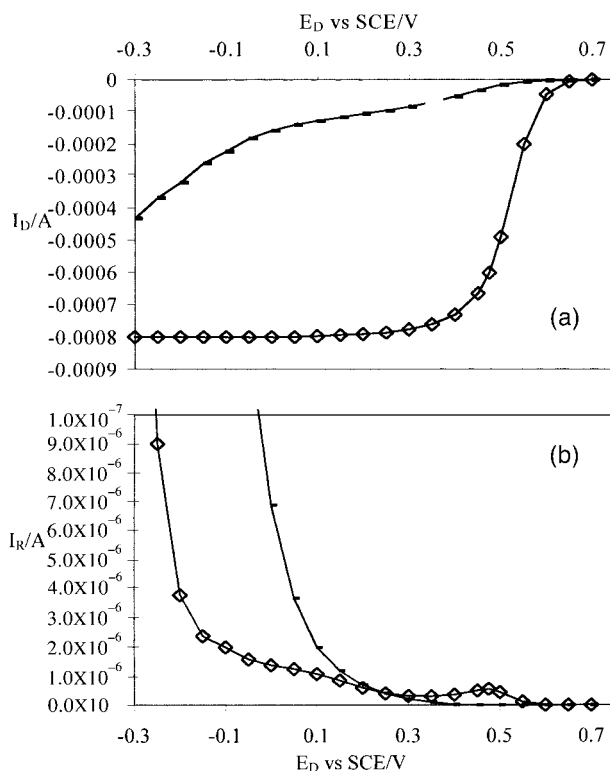 E_D vs SCE/V
-0.3 -0.1 0.1 0.3 0.5 0.7
0
-0.0001
-0.0002
-0.0003
-0.0004
I_D/A
-0.0005
-0.0006
-0.0007
(a)
-0.0008
-0.0009
1.0X10⁻⁷
9.0X10⁻⁶
(b)
8.0X10⁻⁶
7.0X10⁻⁶
6.0X10⁻⁶
I_R/A
5.0X10⁻⁶
4.0X10⁻⁶
3.0X10⁻⁶
2.0X10⁻⁶
1.0X10⁻⁶
0.0X10
-0.3 -0.1 0.1 0.3 0.5 0.7
E_D vs SCE/V